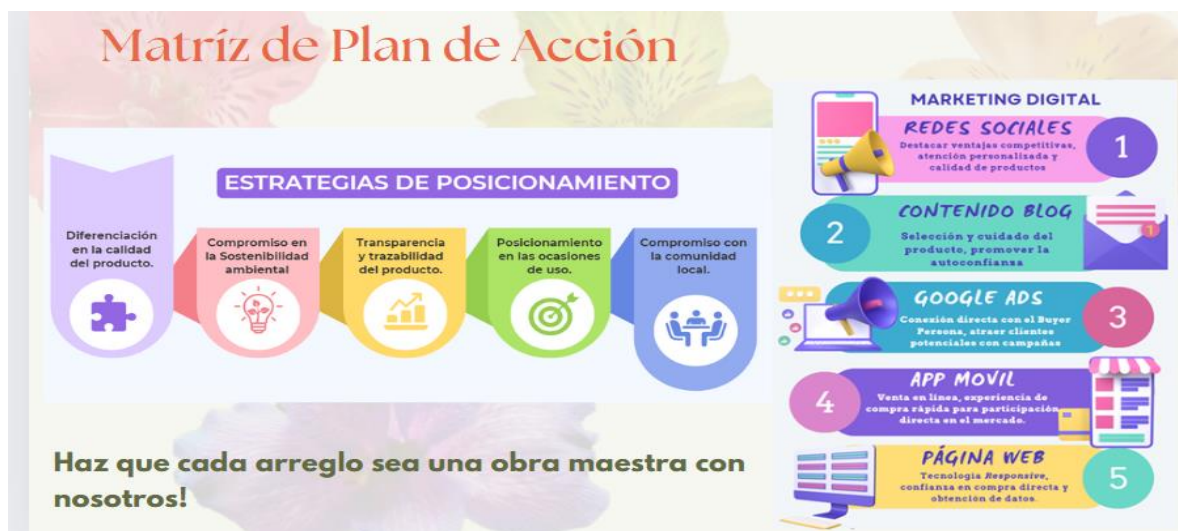 Matríz de Plan de Acción
ESTRATEGIAS DE POSICIONAMIENTO
Diferenciación
en la calidad
del producto.
Compromiso en
la Sostenibilidad
ambiental
Transparencia
y trazabilidad
del producto.
Posicionamiento
en las ocasiones
de uso.
Compromiso con
la comunidad
local.
Haz que cada arreglo sea una obra maestra con
nosotros!
MARKETING DIGITAL
REDES SOCIALES
Destacar ventajas competitivas,
atención personalizada y
calidad de productos
1
2
CONTENIDO BLOG
Selección y cuidado del
producto, promover la
autoconfianza
1
GOOGLE ADS
Conexión directa con el Buyer
Persona, atraer clientes
potenciales con campañas
3
4
APP MOVIL
Venta en línea, experiencia de
compra rápida para participación
directa en el mercado.
PÁGINA WEB
Tecnología Responsive,
confianza en compra directa y
obtención de datos.
5